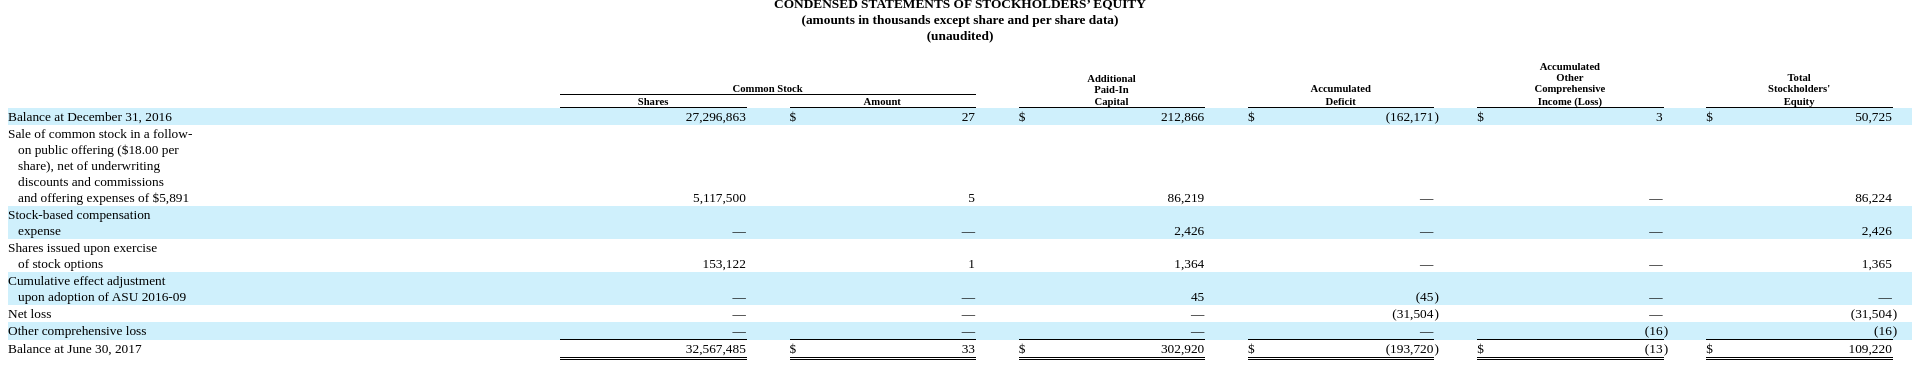 CONDENSED STATEMENTS OF STOCKHOLDERS' EQUITY
(amounts in thousands except share and per share data)
(unaudited)
Common Stock Additional Paid-In Capital Accumulated Deficit Accumulated Other Comprehensive Income (Loss) Total Stockholders' Equity
Shares Amount
Balance at December 31, 2016 27,296,863 $ 27 $ 212,866 $ (162,171) $ 3 $ 50,725
Sale of common stock in a follow-
on public offering ($18.00 per
share), net of underwriting
discounts and commissions
and offering expenses of $5,891 5,117,500 5 86,219 — — 86,224
Stock-based compensation
expense — — 2,426 — — 2,426
Shares issued upon exercise
of stock options 153,122 1 1,364 — — 1,365
Cumulative effect adjustment
upon adoption of ASU 2016-09 — — 45 (45) — —
Net loss — — — (31,504) — (31,504)
Other comprehensive loss — — — — (16) (16)
Balance at June 30, 2017 32,567,485 $ 33 $ 302,920 $ (193,720) $ (13) $ 109,220